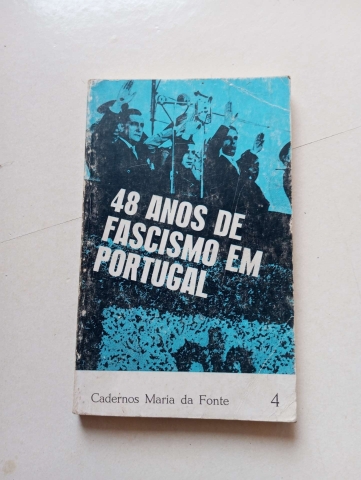 48 ANOS DE
FASCISMO EM
PORTUGAL
Cadernos Maria da Fonte 4